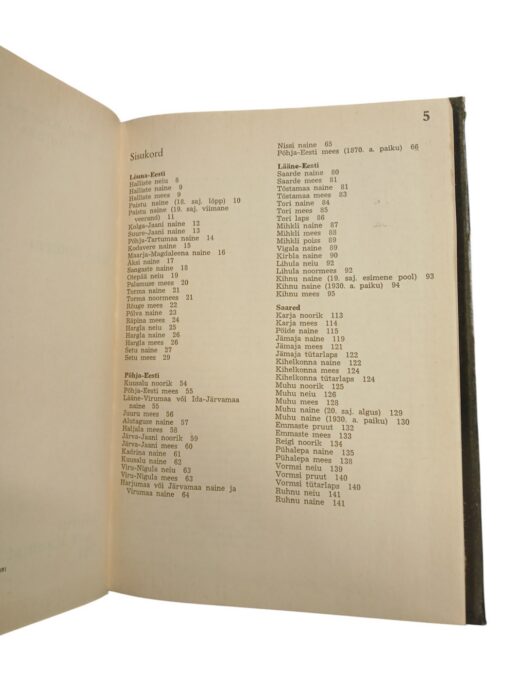 5
Sisukord
Lõuna-Eesti
Halliste neiu 8
Halliste naine 9
Halliste mees 9
Paistu naine (18. saj. lõpp) 10
Paistu naine (19. saj. viimane
veerand) 11
Kolga-Jaani naine 12
Suure-Jaani naine 13
Põhja-Tartumaa naine 14
Kodavere naine 15
Maarja-Magdaleena naine 16
Äksi naine 17
Sangaste naine 18
Otepää neiu 19
Palamuse mees 20
Torma naine 21
Torma noormees 21
Rõuge mees 22
Põlva naine 23
Räpina mees 24
Hargla neiu 25
Hargla naine 26
Hargla mees 26
Setu naine 27
Setu mees 29
Põhja-Eesti
Kuusalu noorik 54
Põhja-Eesti mees 55
Lääne-Virumaa või Ida-Järvamaa
naine 55
Juuru mees 56
Alutaguse naine 57
Haljala mees 58
Järva-Jaani noorik 59
Järva-Jaani mees 60
Kadrina naine 61
Kuusalu naine 62
Viru-Nigula neiu 63
Viru-Nigula mees 63
Harjumaa või Järvamaa naine ja
Virumaa naine 64
Nissi naine 65
Põhja-Eesti mees (1870. a. paiku) 66
Lääne-Eesti
Saarde naine 80
Saarde mees 81
Tõstamaa naine 81
Tõstamaa mees 83
Tori naine 84
Tori mees 85
Tori laps 86
Mihkli naine 87
Mihkli mees 88
Mihkli poiss 89
Vigala naine 89
Kirbla naine 90
Lihula neiu 92
Lihula noormees 92
Kihnu naine (19. saj. esimene pool) 93
Kihnu naine (1930. a. paiku) 94
Kihnu mees 95
Saared
Karja noorik 113
Karja mees 114
Pöide naine 115
Jämaja naine 119
Jämaja mees 121
Jämaja tütarlaps 122
Kihelkonna naine 122
Kihelkonna mees 124
Kihelkonna tütarlaps 124
Muhu noorik 125
Muhu neiu 126
Muhu mees 128
Muhu naine (20. saj. algus) 129
Muhu naine (1930. a. paiku) 130
Emmaste pruut 132
Emmaste mees 133
Reigi noorik 134
Pühalepa naine 135
Pühalepa mees 138
Vormsi neiu 139
Vormsi pruut 140
Vormsi tütarlaps 140
Ruhnu neiu 141
Ruhnu naine 141